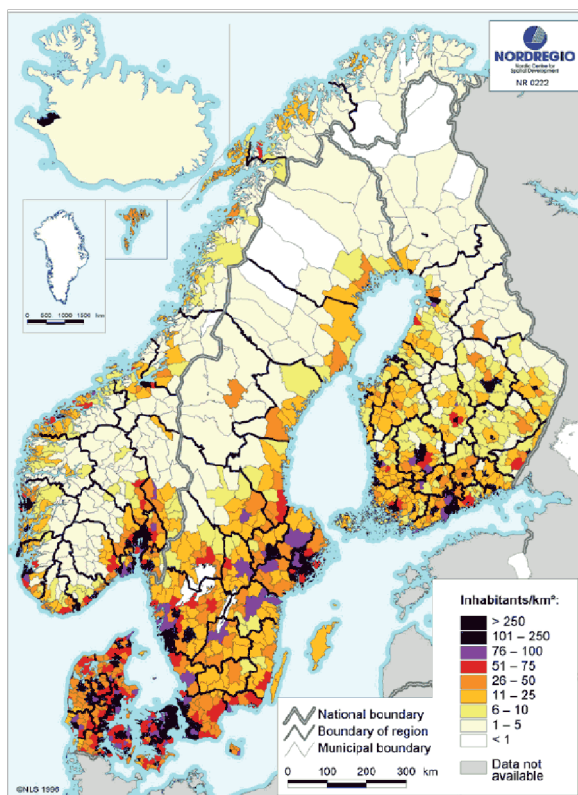 NORDREGIO
Nordic Centre for
Spatial Development
NR 0222
0 500 1000 1500 km
Inhabitants/km²:
> 250
101 – 250
76 – 100
51 – 75
26 – 50
11 – 25
6 – 10
1 – 5
< 1
Data not
available
National boundary
Boundary of region
Municipal boundary
0 100 200 300
km
©NLS 1996